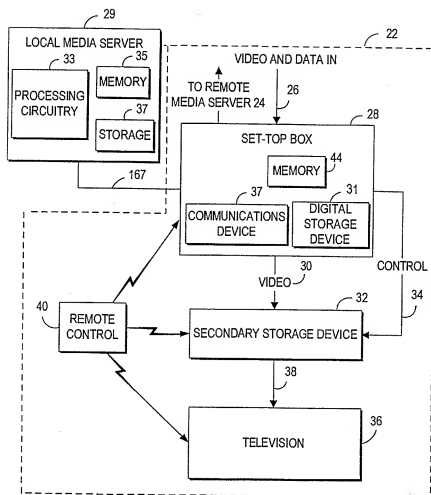 29
LOCAL MEDIA SERVER
33
35
PROCESSING
CIRCUITRY
MEMORY
37
STORAGE
167
22
VIDEO AND DATA IN
TO REMOTE
MEDIA SERVER 24
26
28
SET-TOP BOX
MEMORY
44
37
COMMUNICATIONS
DEVICE
31
DIGITAL
STORAGE
DEVICE
CONTROL
34
VIDEO
30
32
SECONDARY STORAGE DEVICE
40
REMOTE
CONTROL
38
36
TELEVISION